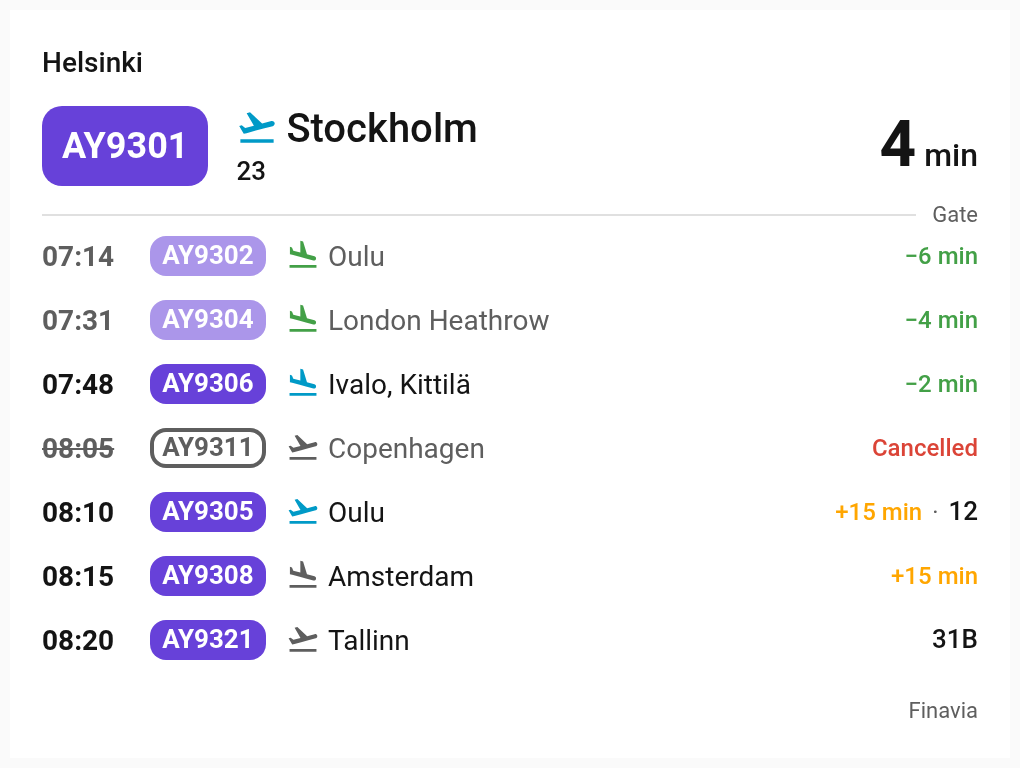 Helsinki
AY9301 Stockholm 4 min
23
Gate
07:14 AY9302 Oulu −6 min
07:31 AY9304 London Heathrow −4 min
07:48 AY9306 Ivalo, Kittilä −2 min
08:05 AY9311 Copenhagen Cancelled
08:10 AY9305 Oulu +15 min · 12
08:15 AY9308 Amsterdam +15 min
08:20 AY9321 Tallinn 31B
Finavia